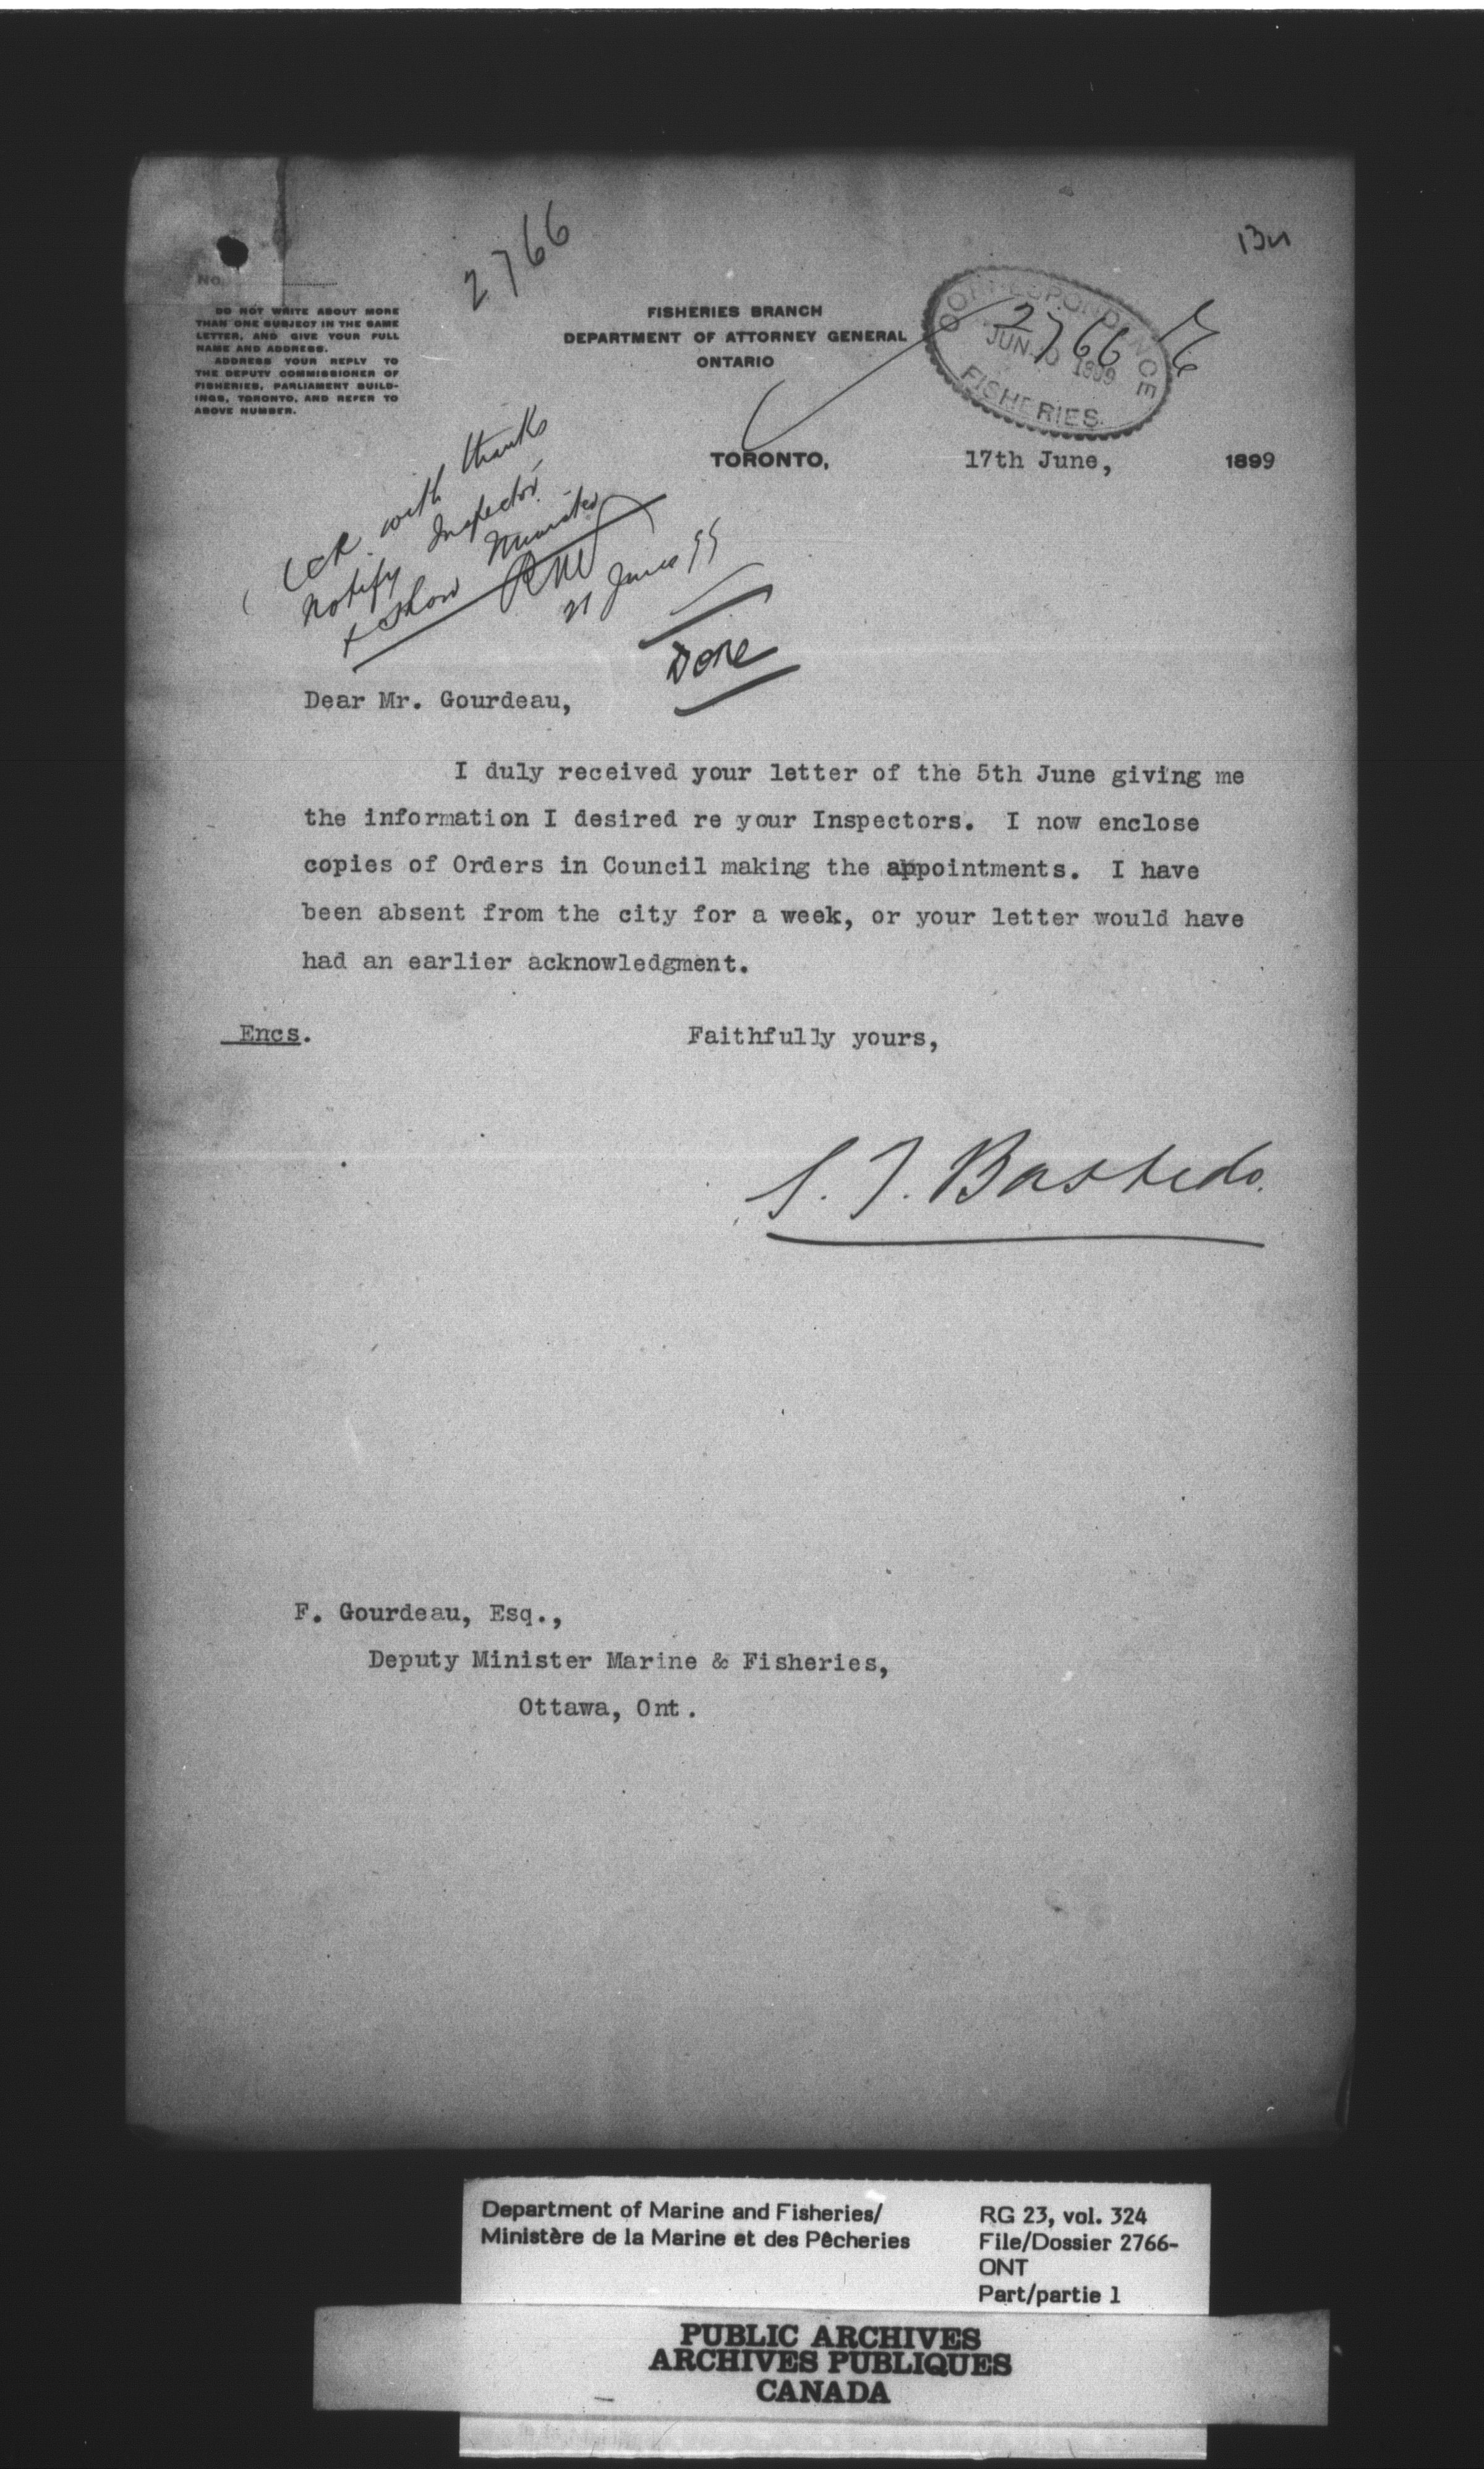 2766
13u
No.
DO NOT WRITE ABOUT MORE
THAN ONE SUBJECT IN THE SAME
LETTER, AND GIVE YOUR FULL
NAME AND ADDRESS.
ADDRESS YOUR REPLY TO
THE DEPUTY COMMISSIONER OF
FISHERIES, PARLIAMENT BUILD-
INGS, TORONTO, AND REFER TO
ABOVE NUMBER.
FISHERIES BRANCH
DEPARTMENT OF ATTORNEY GENERAL
ONTARIO
CORRESPONDENCE
2766
JUN 1899
FISHERIES.
TORONTO, 17th June, 1899
with thanks
Notify Inspector
+ show Minister
21 June 99
Done
Dear Mr. Gourdeau,
I duly received your letter of the 5th June giving me
the information I desired re your Inspectors. I now enclose
copies of Orders in Council making the appointments. I have
been absent from the city for a week, or your letter would have
had an earlier acknowledgment.
Encs.
Faithfully yours,
S. T. Bastedo.
F. Gourdeau, Esq.,
Deputy Minister Marine & Fisheries,
Ottawa, Ont.
Department of Marine and Fisheries/
Ministère de la Marine et des Pêcheries
RG 23, vol. 324
File/Dossier 2766-
ONT
Part/partie 1
PUBLIC ARCHIVES
ARCHIVES PUBLIQUES
CANADA